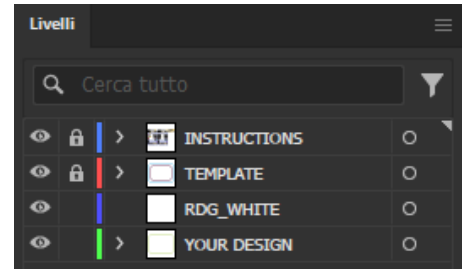 Livelli
Cerca tutto
INSTRUCTIONS
TEMPLATE
RDG_WHITE
YOUR DESIGN